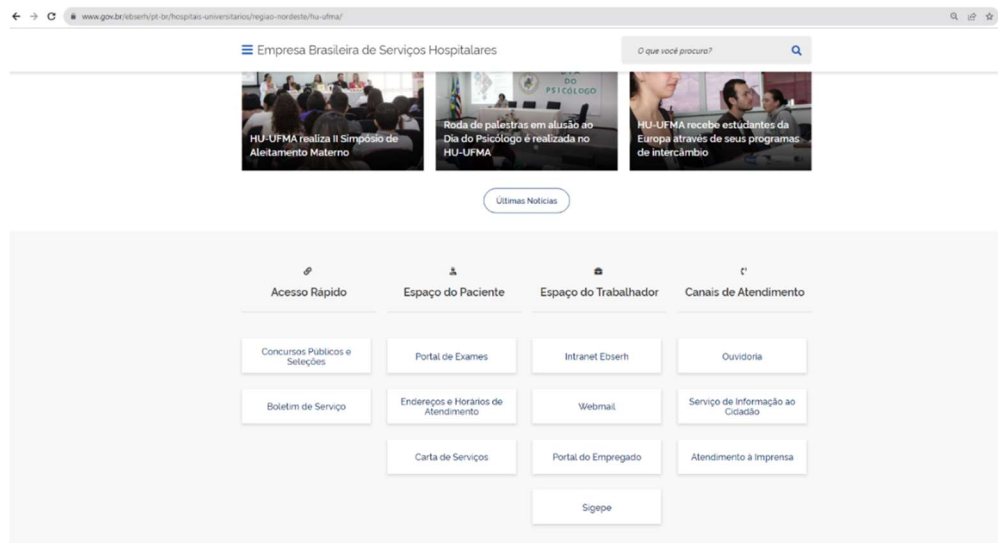 www.gov.br/ebserh/pt-br/hospitais-universitarios/regiao-nordeste/hu-ufma/
Empresa Brasileira de Serviços Hospitalares
O que você procura?
DIA
DO
PSICÓLOGO
HU-UFMA realiza II Simpósio de
Aleitamento Materno
Roda de palestras em alusão ao
Dia do Psicólogo é realizada no
HU-UFMA
HU-UFMA recebe estudantes da
Europa através de seus programas
de intercâmbio
Últimas Notícias
Acesso Rápido
Espaço do Paciente
Espaço do Trabalhador
Canais de Atendimento
Concursos Públicos e
Seleções
Portal de Exames
Intranet Ebserh
Ouvidoria
Boletim de Serviço
Endereços e Horários de
Atendimento
Webmail
Serviço de Informação ao
Cidadão
Carta de Serviços
Portal do Empregado
Atendimento à Imprensa
Sigepe